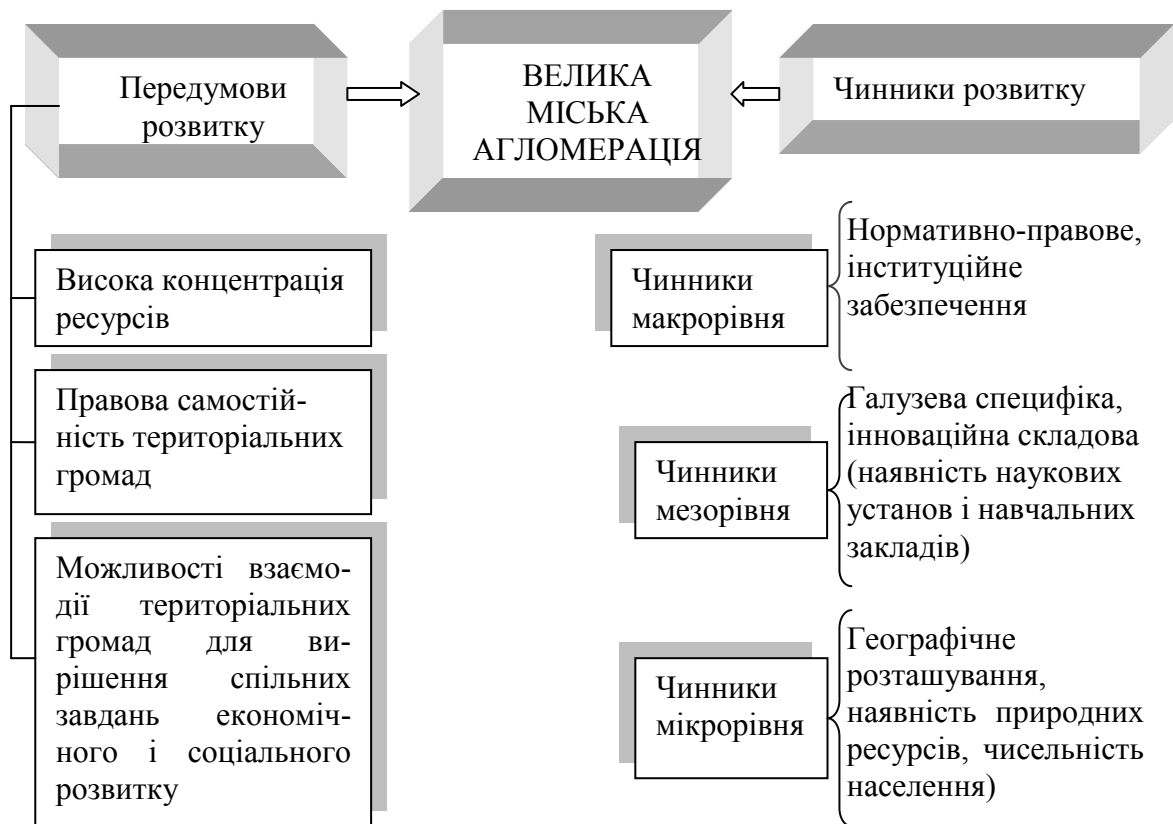 Передумови
розвитку
ВЕЛИКА
МІСЬКА
АГЛОМЕРАЦІЯ
Чинники розвитку
Висока концентрація
ресурсів
Правова самостій-
ність територіальних
громад
Можливості взаємо-
дії територіальних
громад для ви-
рішення спільних
завдань економіч-
ного і соціального
розвитку
Чинники
макрорівня
Нормативно-правове,
інституційне
забезпечення
Чинники
мезорівня
Галузева специфіка,
інноваційна складова
(наявність наукових
установ і навчальних
закладів)
Чинники
мікрорівня
Географічне
розташування,
наявність природних
ресурсів, чисельність
населення)